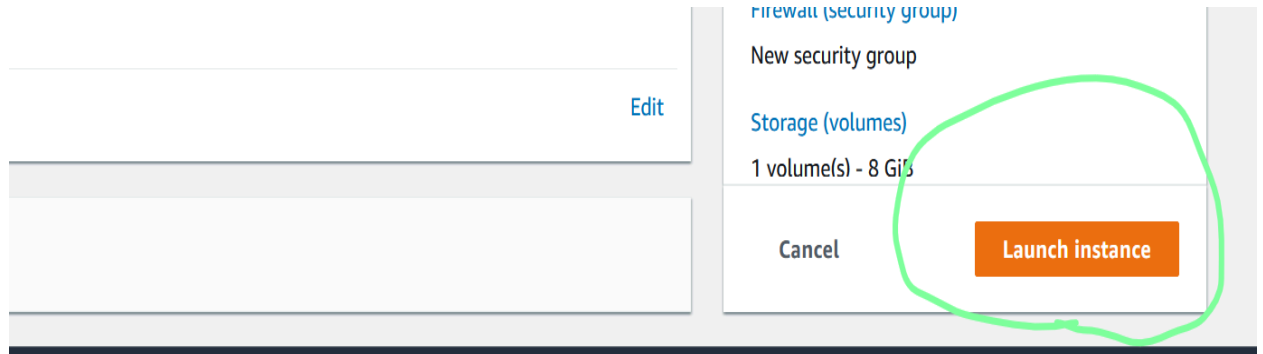 Firewall (security group)
New security group
Edit
Storage (volumes)
1 volume(s) - 8 GiB
Cancel
Launch instance